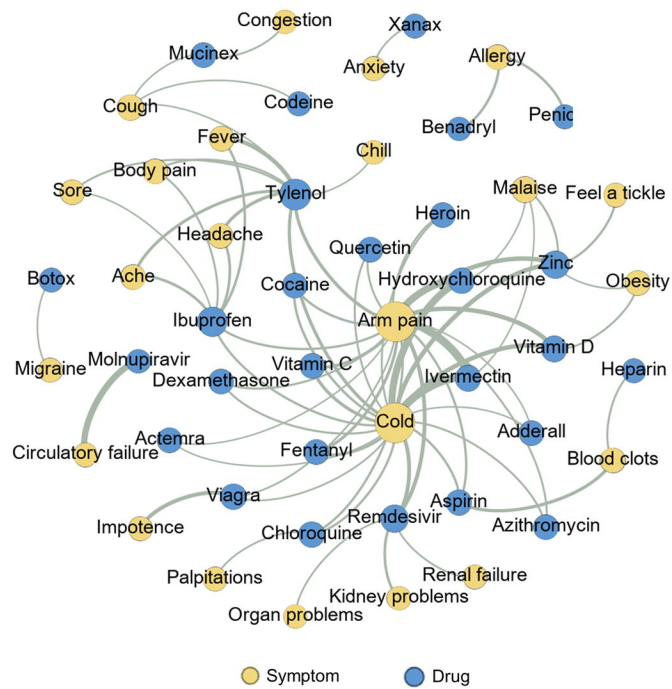 Congestion
Xanax
Mucinex
Allergy
Anxiety
Cough
Codeine
Benadryl
Penic
Fever
Chill
Body pain
Sore
Tylenol
Malaise
Feel a tickle
Heroin
Headache
Quercetin
Botox
Ache
Cocaine
Hydroxychloroquine
Zinc
Obesity
Ibuprofen
Arm pain
Migraine
Molnupiravir
Vitamin C
Vitamin D
Heparin
Dexamethasone
Ivermectin
Cold
Circulatory failure
Actemra
Fentanyl
Adderall
Blood clots
Viagra
Aspirin
Impotence
Chloroquine
Remdesivir
Azithromycin
Palpitations
Renal failure
Kidney problems
Organ problems
Symptom
Drug